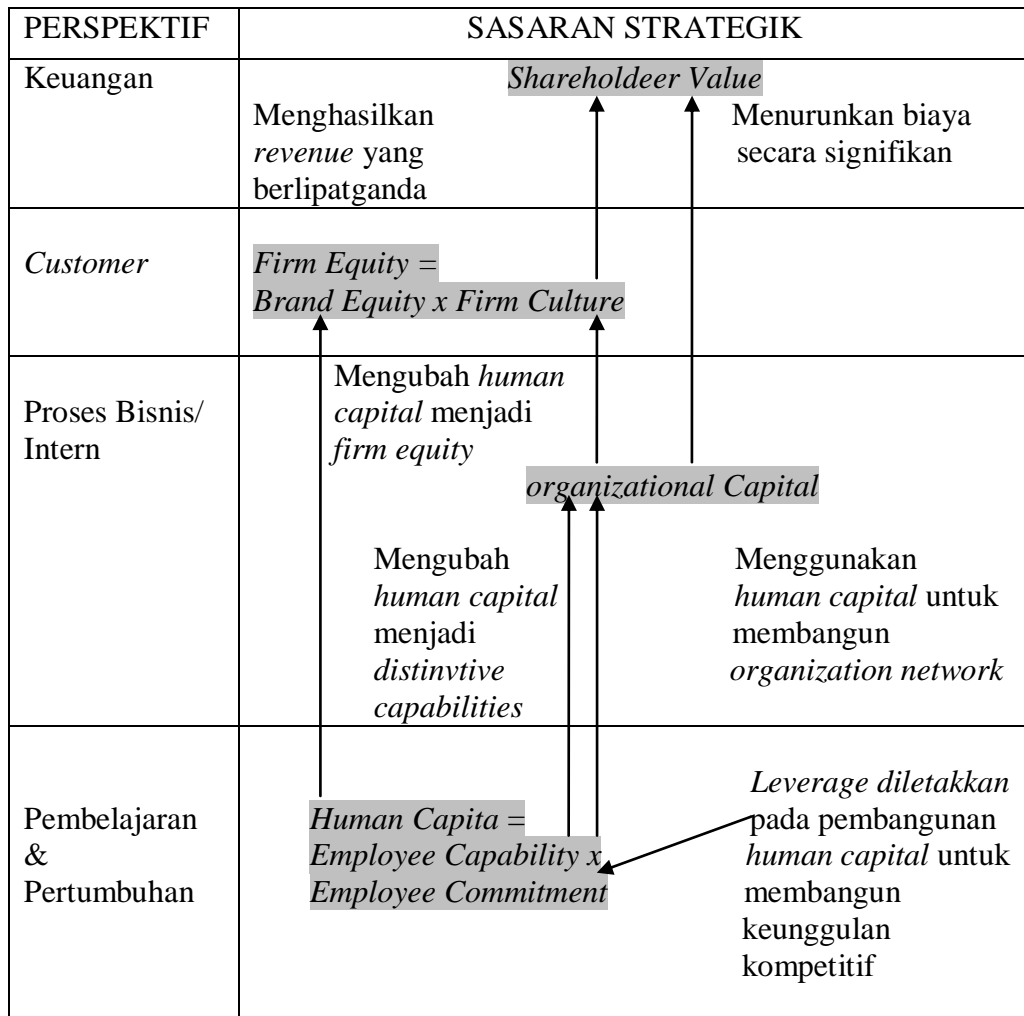 PERSPEKTIF
SASARAN STRATEGIK
Keuangan
Shareholdeer Value
Menghasilkan
revenue yang
berlipatganda
Menurunkan biaya
secara signifikan
Customer
Firm Equity =
Brand Equity x Firm Culture
Proses Bisnis/
Intern
Mengubah human
capital menjadi
firm equity
organizational Capital
Mengubah
human capital
menjadi
distinvtive
capabilities
Menggunakan
human capital untuk
membangun
organization network
Pembelajaran
&
Pertumbuhan
Human Capita =
Employee Capability x
Employee Commitment
Leverage diletakkan
pada pembangunan
human capital untuk
membangun
keunggulan
kompetitif